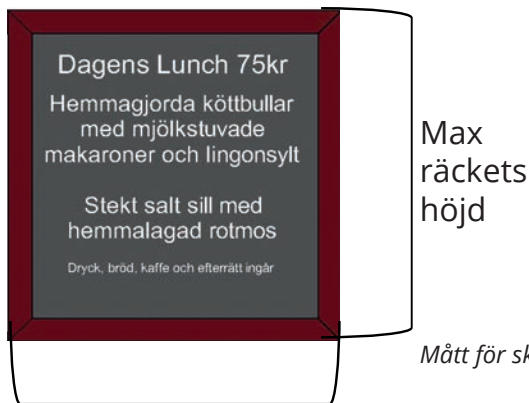 Dagens Lunch 75kr
Hemmagjorda köttbullar
med mjölkstuvade
makaroner och lingonsylt
Stekt salt sill med
hemmalagad rotmos
Dryck, bröd, kaffe och efterrätt ingår
Max
räckets
höjd
Mått för